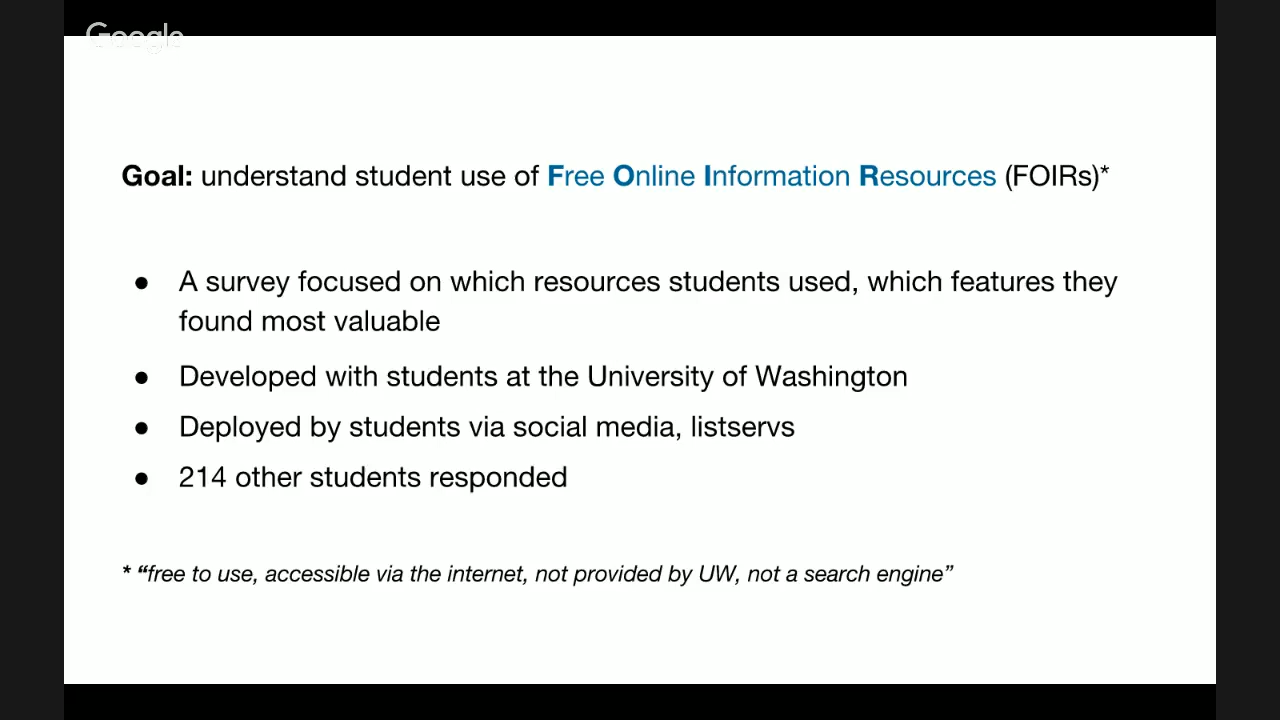 Google
Goal: understand student use of Free Online Information Resources (FOIRs)*
● A survey focused on which resources students used, which features they
found most valuable
● Developed with students at the University of Washington
● Deployed by students via social media, listservs
● 214 other students responded
* “free to use, accessible via the internet, not provided by UW, not a search engine”